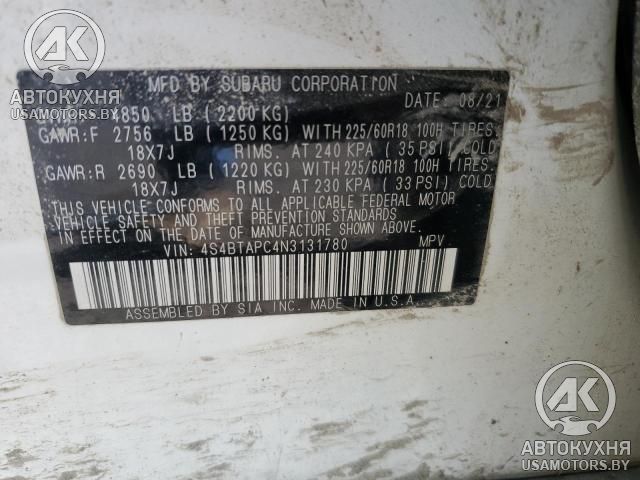 AK
АВТОКУХНЯ
USAMOTORS.BY
MFD BY SUBARU CORPORATION
DATE: 08/21
4850 LB (2200 KG)
GAWR:F 2756 LB (1250 KG) WITH 225/60R18 100H TIRES.
18X7J RIMS. AT 240 KPA (35 PSI) COLD
GAWR:R 2690 LB (1220 KG) WITH 225/60R18 100H TIRES.
18X7J RIMS. AT 230 KPA (33 PSI) COLD
THIS VEHICLE CONFORMS TO ALL APPLICABLE FEDERAL MOTOR
VEHICLE SAFETY AND THEFT PREVENTION STANDARDS IN EFFECT
ON THE DATE OF MANUFACTURE SHOWN ABOVE.
VIN: 4S4BTAPC4N3131780 MPV
ASSEMBLED BY SIA INC. MADE IN U.S.A.
AK
АВТОКУХНЯ
USAMOTORS.BY